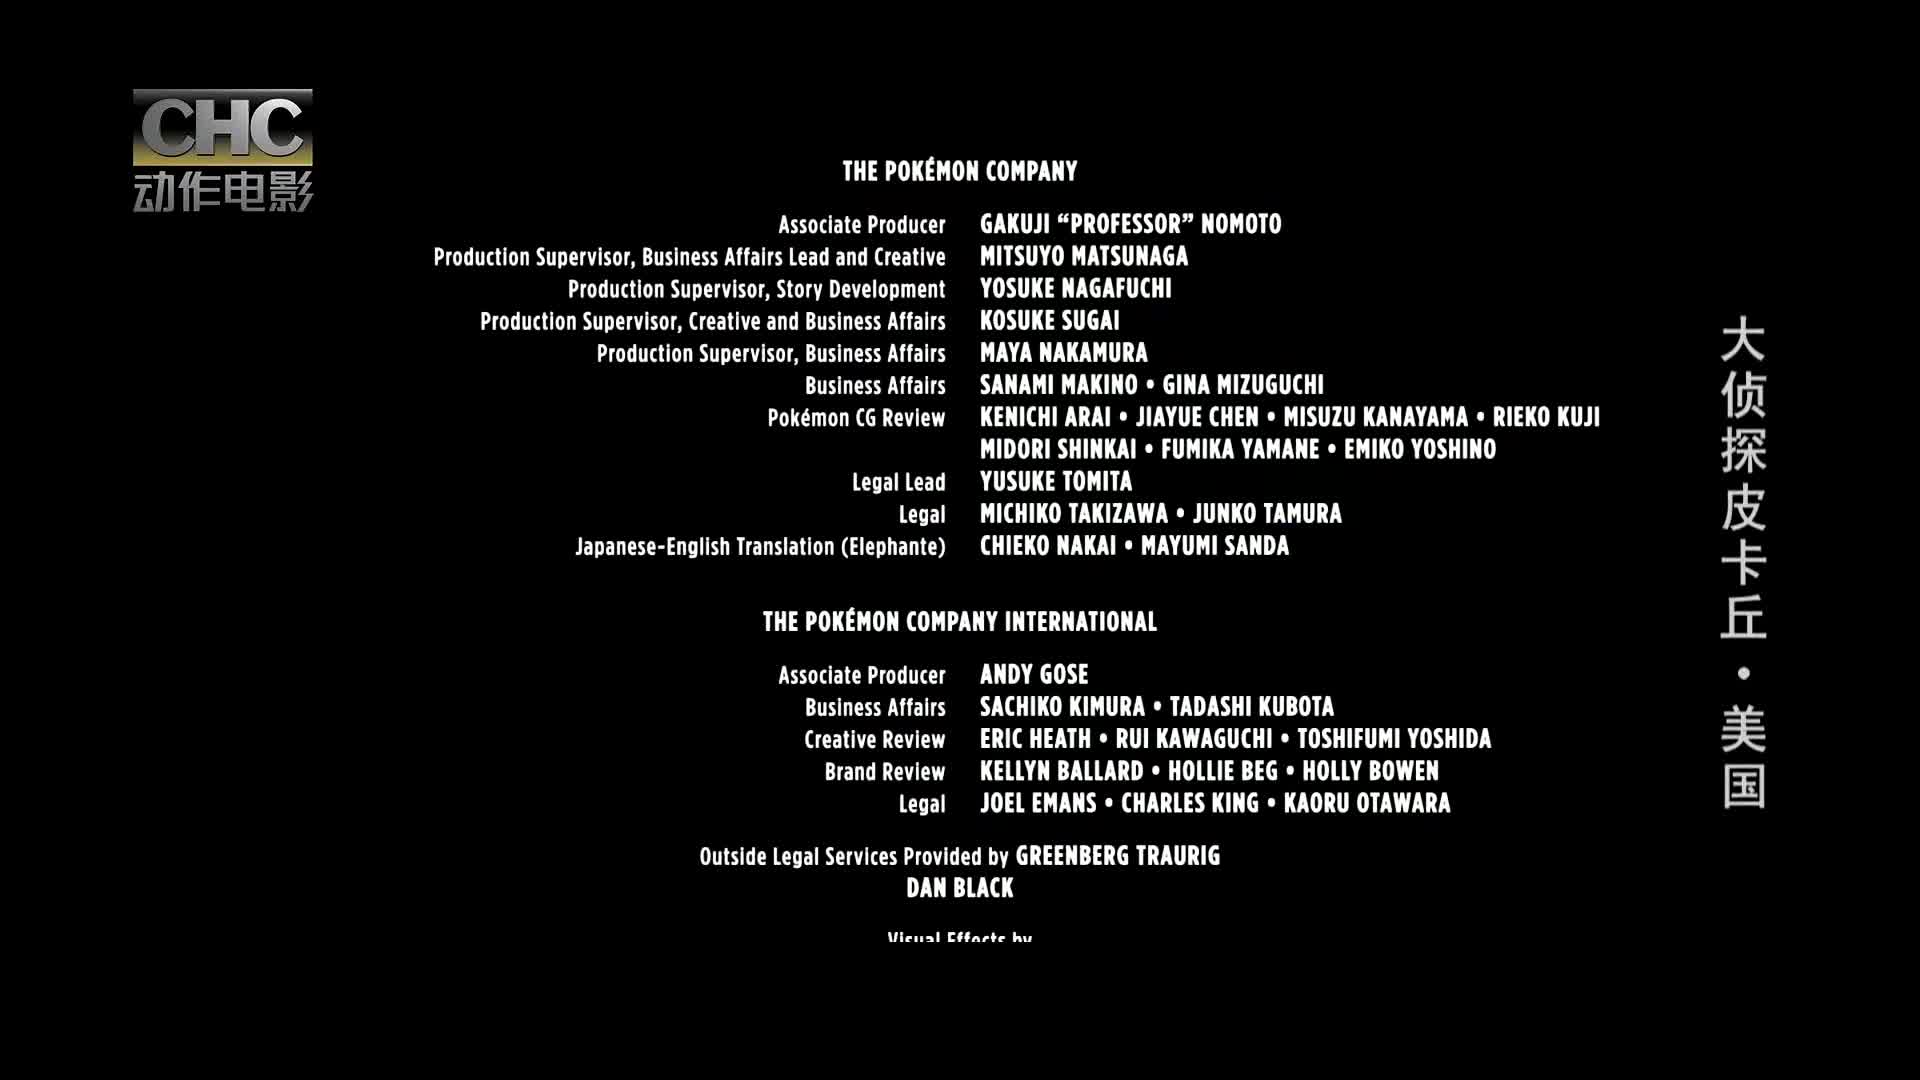 CHC
动作电影
THE POKÉMON COMPANY
Associate Producer GAKUJI “PROFESSOR” NOMOTO
Production Supervisor, Business Affairs Lead and Creative MITSUYO MATSUNAGA
Production Supervisor, Story Development YOSUKE NAGAFUCHI
Production Supervisor, Creative and Business Affairs KOSUKE SUGAI
Production Supervisor, Business Affairs MAYA NAKAMURA
Business Affairs SANAMI MAKINO • GINA MIZUGUCHI
Pokémon CG Review KENICHI ARAI • JIAYUE CHEN • MISUZU KANAYAMA • RIEKO KUJI
MIDORI SHINKAI • FUMIKA YAMANE • EMIKO YOSHINO
Legal Lead YUSUKE TOMITA
Legal MICHIKO TAKIZAWA • JUNKO TAMURA
Japanese-English Translation (Elephante) CHIEKO NAKAI • MAYUMI SANDA
THE POKÉMON COMPANY INTERNATIONAL
Associate Producer ANDY GOSE
Business Affairs SACHIKO KIMURA • TADASHI KUBOTA
Creative Review ERIC HEATH • RUI KAWAGUCHI • TOSHIFUMI YOSHIDA
Brand Review KELLYN BALLARD • HOLLIE BEG • HOLLY BOWEN
Legal JOEL EMANS • CHARLES KING • KAORU OTAWARA
Outside Legal Services Provided by GREENBERG TRAURIG
DAN BLACK
Visual Effects by
大侦探皮卡丘·美国